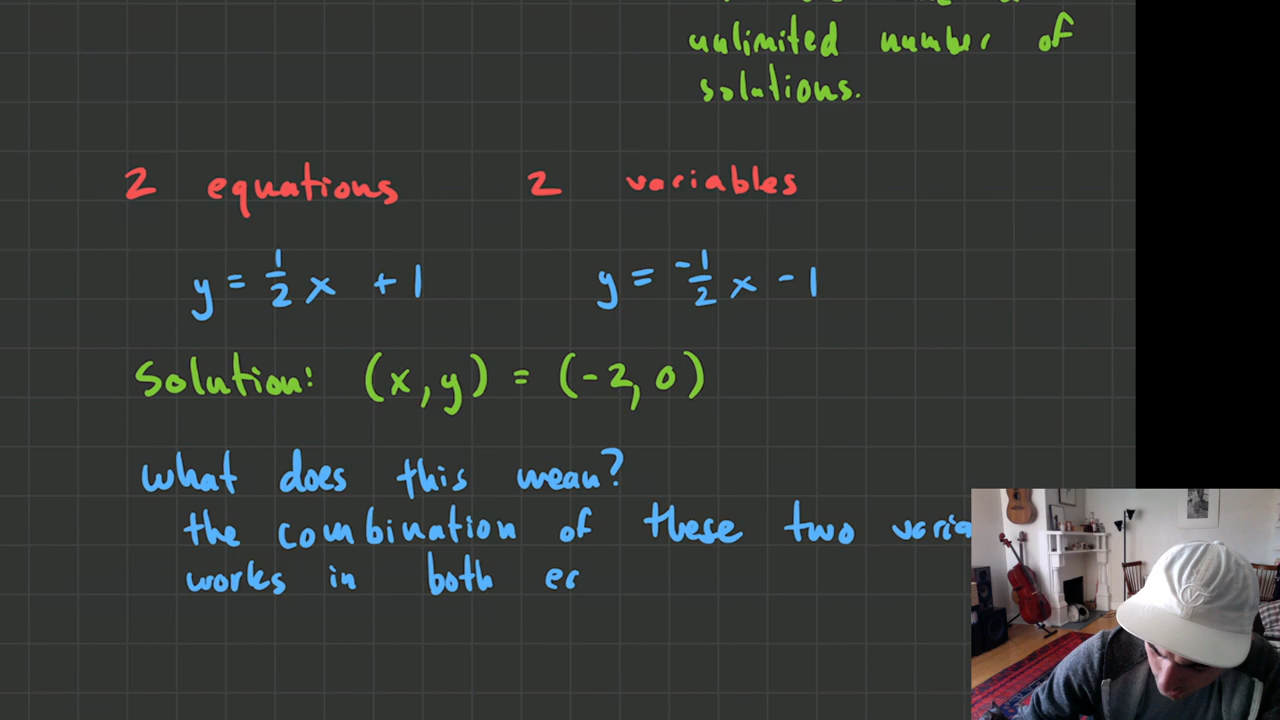 unlimited number of
solutions.
2 equations 2 variables
y = 1/2 x + 1 y = -1/2 x - 1
Solution: (x, y) = (-2, 0)
what does this mean?
the combination of these two varia
works in both